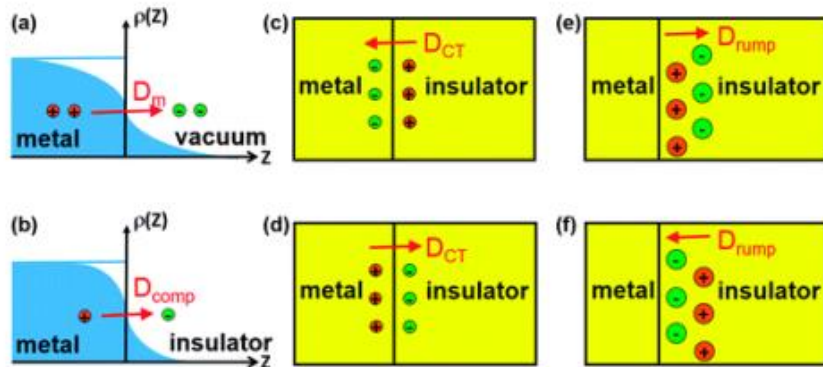 (a)
ρ(z)
D_m
+ + - -
metal
vacuum
z
(c)
D_CT
metal
insulator
- +
- +
- +
(e)
D_rump
metal
insulator
-
+
-
+
-
+
(b)
ρ(z)
D_comp
+ -
metal
insulator
z
(d)
D_CT
metal
insulator
+ -
+ -
+ -
(f)
D_rump
metal
insulator
-
+
-
+
-
+